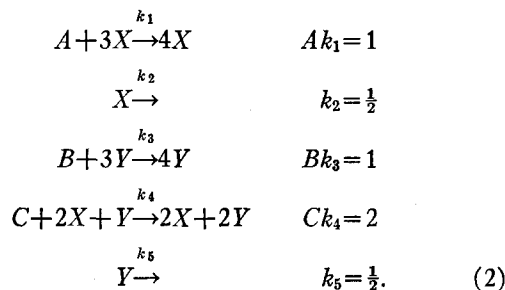 A+3X→4X (k₁) Ak₁=1
X→ (k₂) k₂=½
B+3Y→4Y (k₃) Bk₃=1
C+2X+Y→2X+2Y (k₄) Ck₄=2
Y→ (k₅) k₅=½. (2)